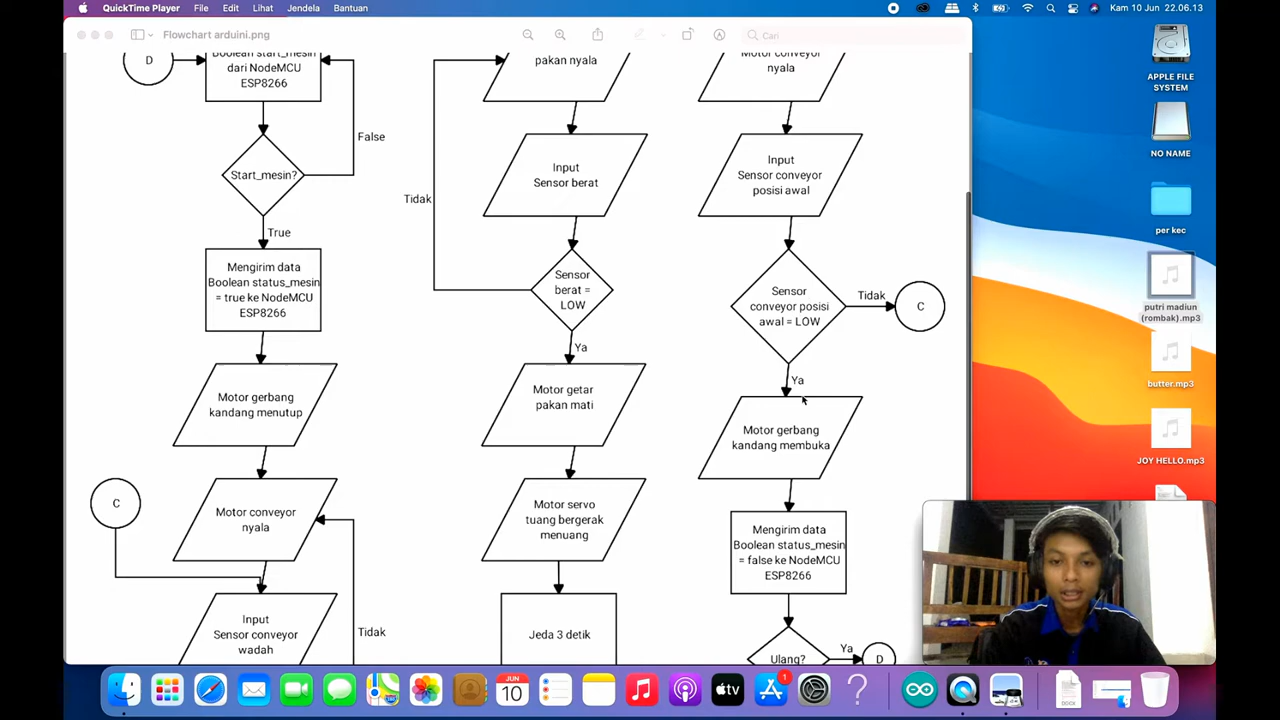 QuickTime Player File Edit Lihat Jendela Bantuan
Kam 10 Jun 22.06.13
Flowchart arduini.png
Cari
D
Boolean start_mesin
dari NodeMCU
ESP8266
False
Start_mesin?
True
Mengirim data
Boolean status_mesin
= true ke NodeMCU
ESP8266
Motor gerbang
kandang menutup
C
Motor conveyor
nyala
Input
Sensor conveyor
wadah
Tidak
pakan nyala
Input
Sensor berat
Tidak
Sensor
berat =
LOW
Ya
Motor getar
pakan mati
Motor servo
tuang bergerak
menuang
Jeda 3 detik
Motor conveyor
nyala
Input
Sensor conveyor
posisi awal
Sensor
conveyor posisi
awal = LOW
Tidak
C
Ya
Motor gerbang
kandang membuka
Mengirim data
Boolean status_mesin
= false ke NodeMCU
ESP8266
Ulang?
Ya
D
APPLE FILE
SYSTEM
NO NAME
per kec
putri madiun
(rombak).mp3
butter.mp3
JOY HELLO.mp3
JUN
10
tv
1
DOCX